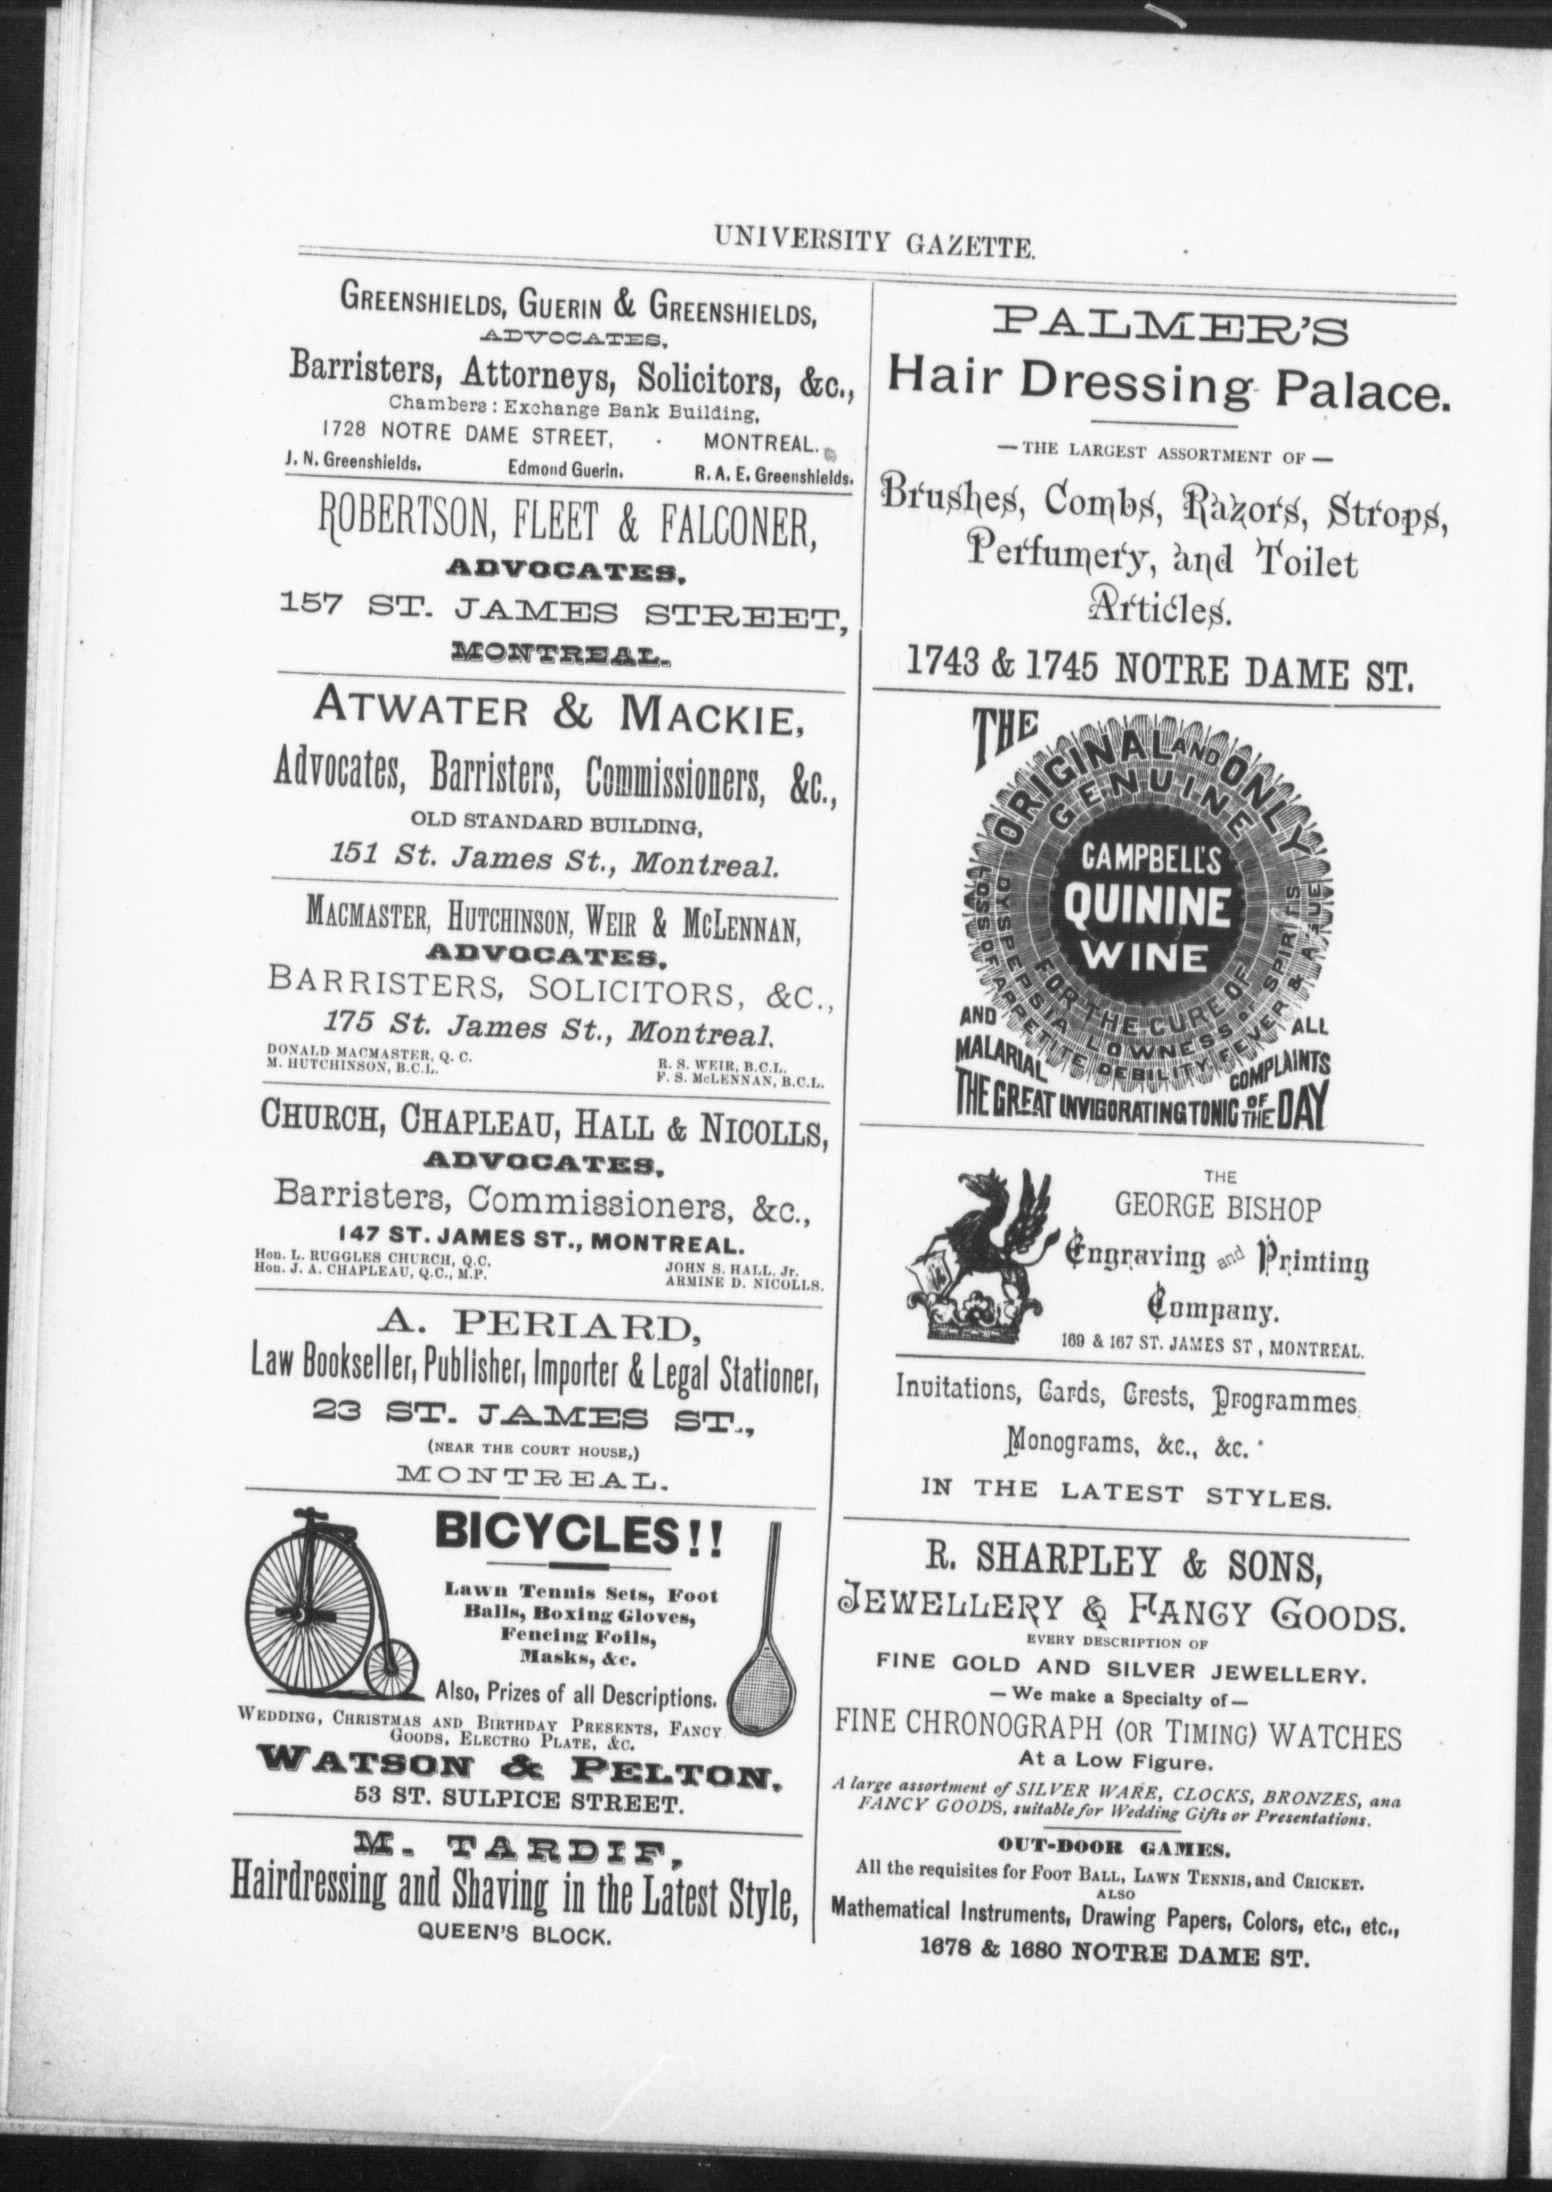 UNIVERSITY GAZETTE.
GREENSHIELDS, GUERIN & GREENSHIELDS,
ADVOCATES,
Barristers, Attorneys, Solicitors, &c.,
Chambers: Exchange Bank Building,
1728 NOTRE DAME STREET, . MONTREAL.
J. N. Greenshields. Edmond Guerin. R. A. E. Greenshields.
ROBERTSON, FLEET & FALCONER,
ADVOCATES,
157 ST. JAMES STREET,
MONTREAL.
ATWATER & MACKIE,
Advocates, Barristers, Commissioners, &c.,
OLD STANDARD BUILDING,
151 St. James St., Montreal.
MACMASTER, HUTCHINSON, WEIR & MCLENNAN,
ADVOCATES,
BARRISTERS, SOLICITORS, &C.,
175 St. James St., Montreal.
DONALD MACMASTER, Q. C. R. S. WEIR, B.C.L.
M. HUTCHINSON, B.C.L. F. S. McLENNAN, B.C.L.
CHURCH, CHAPLEAU, HALL & NICOLLS,
ADVOCATES,
Barristers, Commissioners, &c.,
147 ST. JAMES ST., MONTREAL.
Hon. L. RUGGLES CHURCH, Q.C. JOHN S. HALL, Jr.
Hon. J. A. CHAPLEAU, Q.C., M.P. ARMINE D. NICOLLS.
A. PERIARD,
Law Bookseller, Publisher, Importer & Legal Stationer,
23 ST. JAMES ST.,
(NEAR THE COURT HOUSE,)
MONTREAL.
BICYCLES!!
Lawn Tennis Sets, Foot
Balls, Boxing Gloves,
Fencing Foils,
Masks, &c.
Also, Prizes of all Descriptions.
WEDDING, CHRISTMAS AND BIRTHDAY PRESENTS, FANCY
GOODS, ELECTRO PLATE, &C.
WATSON & PELTON,
53 ST. SULPICE STREET.
M. TARDIF,
Hairdressing and Shaving in the Latest Style,
QUEEN'S BLOCK.
PALMER'S
Hair Dressing Palace.
— THE LARGEST ASSORTMENT OF —
Brushes, Combs, Razors, Strops,
Perfumery, and Toilet
Articles.
1743 & 1745 NOTRE DAME ST.
THE
ORIGINAL AND ONLY
GENUINE
CAMPBELL'S
QUININE
WINE
FOR THE CURE OF
DYSPEPSIA LOWNESS OF SPIRITS
LOSS OF APPETITE DEBILITY FEVER & AGUE
AND ALL
MALARIAL COMPLAINTS
THE GREAT INVIGORATING TONIC OF THE DAY
THE
GEORGE BISHOP
Engraving and Printing
Company.
169 & 167 ST. JAMES ST, MONTREAL.
Invitations, Cards, Crests, Programmes
Monograms, &c., &c.
IN THE LATEST STYLES.
R. SHARPLEY & SONS,
JEWELLERY & FANCY GOODS.
EVERY DESCRIPTION OF
FINE GOLD AND SILVER JEWELLERY.
— We make a Specialty of —
FINE CHRONOGRAPH (OR TIMING) WATCHES
At a Low Figure.
A large assortment of SILVER WARE, CLOCKS, BRONZES, and
FANCY GOODS, suitable for Wedding Gifts or Presentations.
OUT-DOOR GAMES.
All the requisites for FOOT BALL, LAWN TENNIS, and CRICKET.
ALSO
Mathematical Instruments, Drawing Papers, Colors, etc., etc.,
1678 & 1680 NOTRE DAME ST.